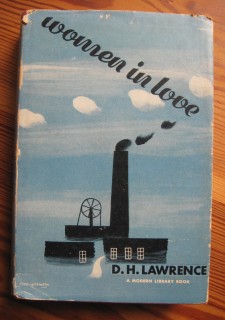 women in love
D. H. LAWRENCE
A MODERN LIBRARY BOOK